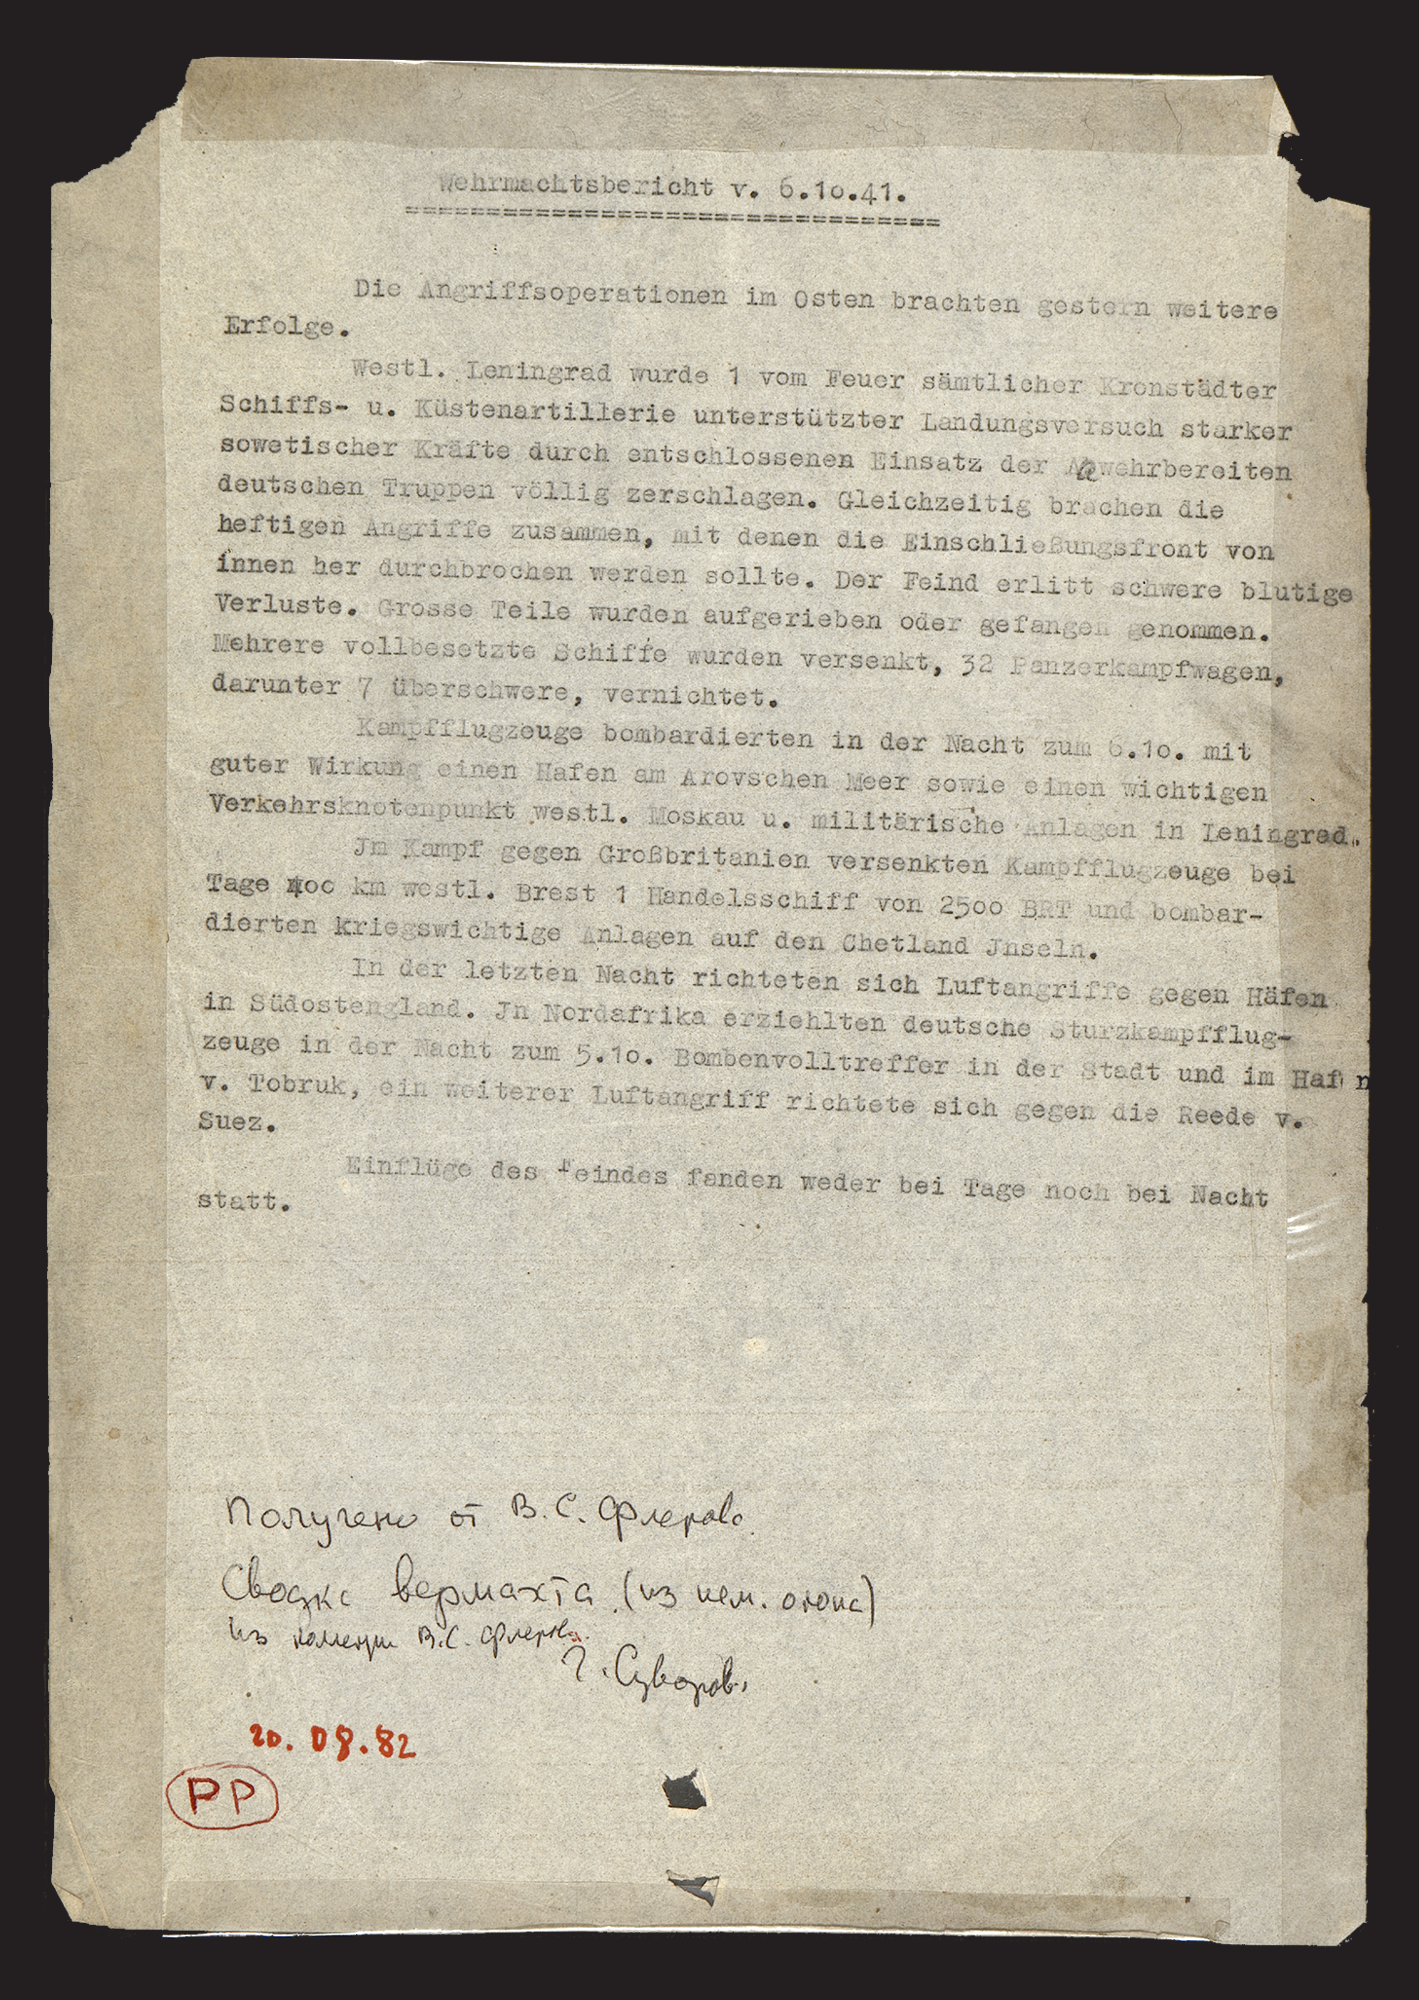 Wehrmachtsbericht v. 6.10.41.
=================================
Die Angriffsoperationen im Osten brachten gestern weitere
Erfolge.
Westl. Leningrad wurde 1 vom Feuer sämtlicher Kronstädter
Schiffs- u. Küstenartillerie unterstützter Landungsversuch starker
sowetischer Kräfte durch entschlossenen Einsatz der Abwehrbereiten
deutschen Truppen völlig zerschlagen. Gleichzeitig brachen die
heftigen Angriffe zusammen, mit denen die Einschließungsfront von
innen her durchbrochen werden sollte. Der Feind erlitt schwere blutige
Verluste. Grosse Teile wurden aufgerieben oder gefangen genommen.
Mehrere vollbesetzte Schiffe wurden versenkt, 32 Panzerkampfwagen,
darunter 7 überschwere, vernichtet.
Kampfflugzeuge bombardierten in der Nacht zum 6.10. mit
guter Wirkung einen Hafen am Arovschen Meer sowie einen wichtigen
Verkehrsknotenpunkt westl. Moskau u. militärische Anlagen in Leningrad.
Jm Kampf gegen Großbritanien versenkten Kampfflugzeuge bei
Tage 400 km westl. Brest 1 Handelsschiff von 2500 BRT und bombar-
dierten kriegswichtige Anlagen auf den Chetland Jnseln.
In der letzten Nacht richteten sich Luftangriffe gegen Häfen
in Südostengland. Jn Nordafrika erziehlten deutsche Sturzkampfflug-
zeuge in der Nacht zum 5.10. Bombenvolltreffer in der Stadt und im Hafen
v. Tobruk, ein weiterer Luftangriff richtete sich gegen die Reede v.
Suez.
Einflüge des Feindes fanden weder bei Tage noch bei Nacht
statt.
Получено от В. С. Флерова
Сводка вермахта (из нем. окопа)
Из коллекции В.С. Флерова.
Г. Суворов.
20. 08. 82
РР